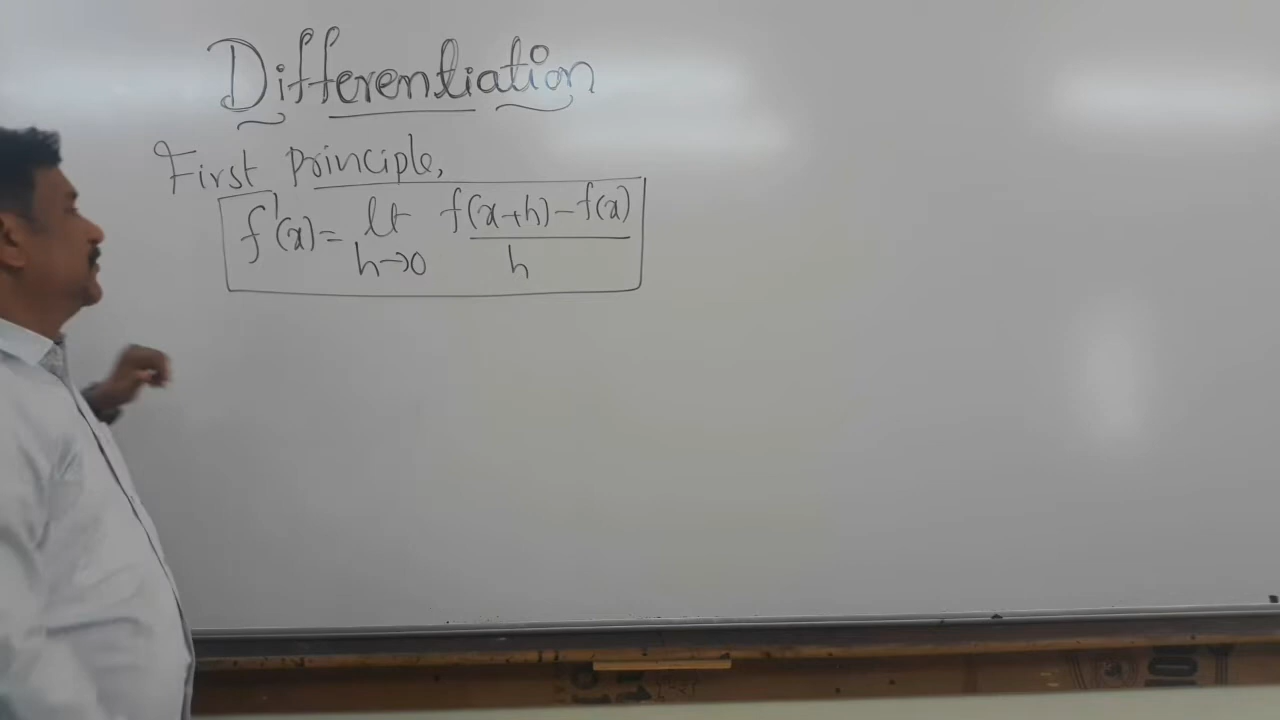 Differentiation
First principle,
f'(x) = lt f(x+h) - f(x)
h→0 h